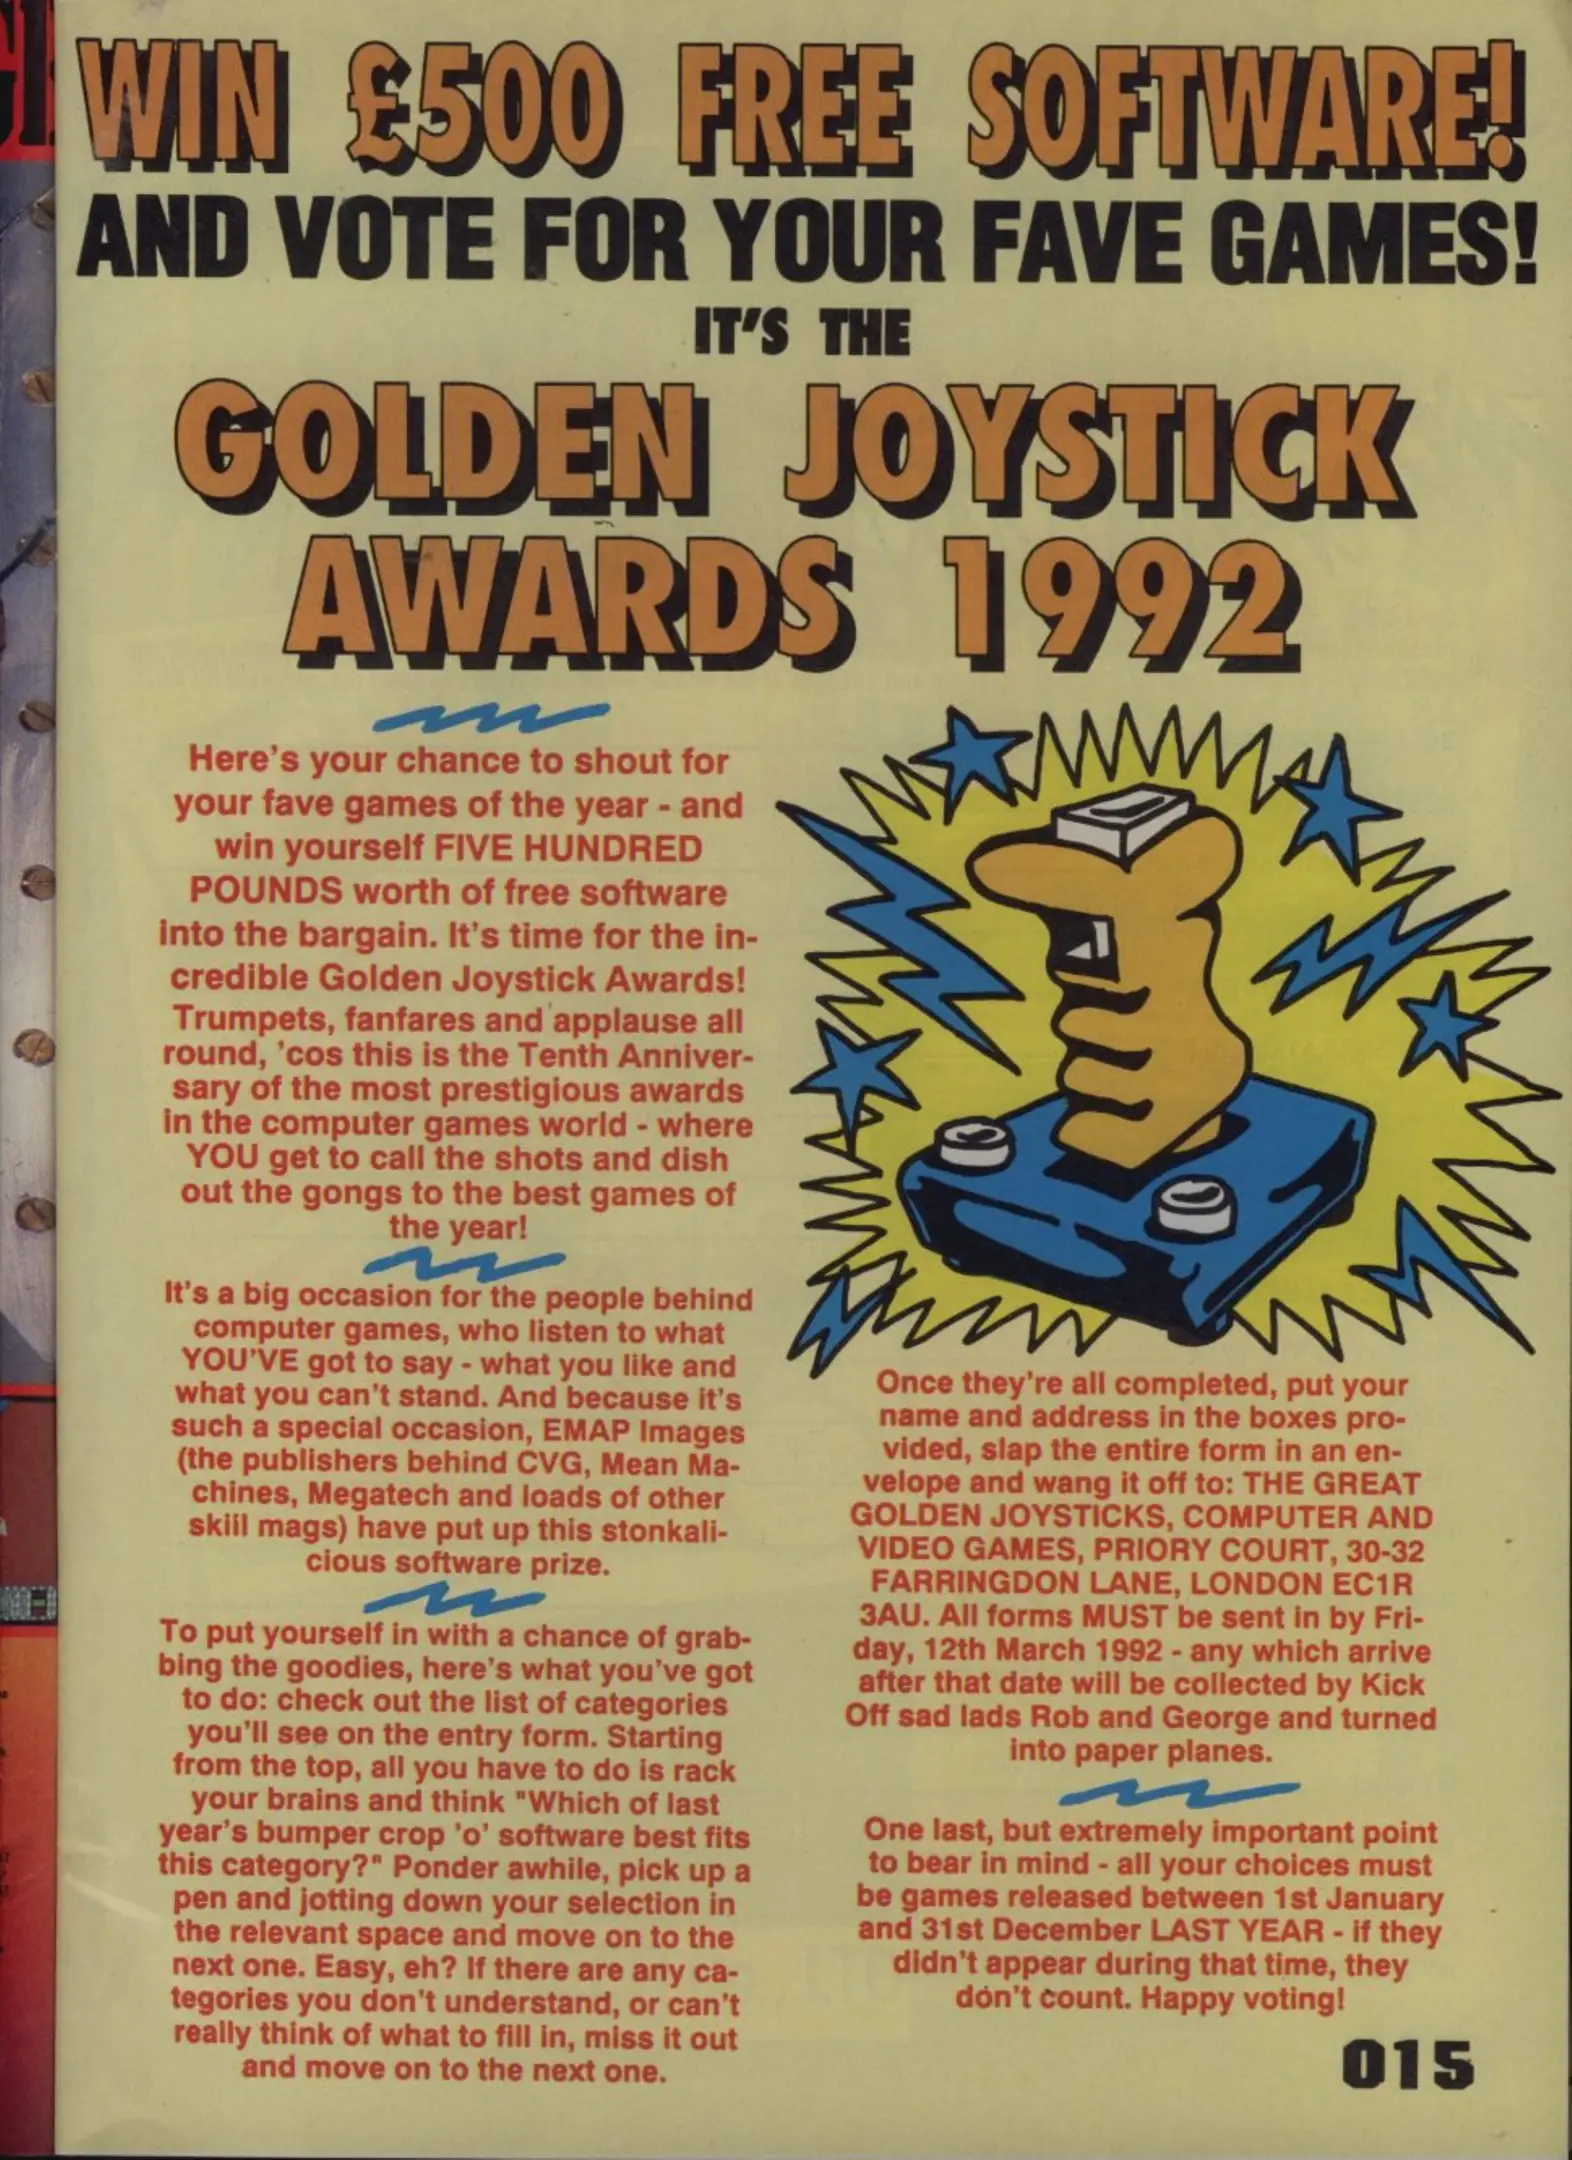 WIN £500 FREE SOFTWARE!
AND VOTE FOR YOUR FAVE GAMES!
IT'S THE
GOLDEN JOYSTICK
AWARDS 1992
Here's your chance to shout for
your fave games of the year - and
win yourself FIVE HUNDRED
POUNDS worth of free software
into the bargain. It's time for the in-
credible Golden Joystick Awards!
Trumpets, fanfares and applause all
round, 'cos this is the Tenth Anniver-
sary of the most prestigious awards
in the computer games world - where
YOU get to call the shots and dish
out the gongs to the best games of
the year!
It's a big occasion for the people behind
computer games, who listen to what
YOU'VE got to say - what you like and
what you can't stand. And because it's
such a special occasion, EMAP Images
(the publishers behind CVG, Mean Ma-
chines, Megatech and loads of other
skill mags) have put up this stonkali-
cious software prize.
To put yourself in with a chance of grab-
bing the goodies, here's what you've got
to do: check out the list of categories
you'll see on the entry form. Starting
from the top, all you have to do is rack
your brains and think "Which of last
year's bumper crop 'o' software best fits
this category?" Ponder awhile, pick up a
pen and jotting down your selection in
the relevant space and move on to the
next one. Easy, eh? If there are any ca-
tegories you don't understand, or can't
really think of what to fill in, miss it out
and move on to the next one.
Once they're all completed, put your
name and address in the boxes pro-
vided, slap the entire form in an en-
velope and wang it off to: THE GREAT
GOLDEN JOYSTICKS, COMPUTER AND
VIDEO GAMES, PRIORY COURT, 30-32
FARRINGDON LANE, LONDON EC1R
3AU. All forms MUST be sent in by Fri-
day, 12th March 1992 - any which arrive
after that date will be collected by Kick
Off sad lads Rob and George and turned
into paper planes.
One last, but extremely important point
to bear in mind - all your choices must
be games released between 1st January
and 31st December LAST YEAR - if they
didn't appear during that time, they
don't count. Happy voting!
015